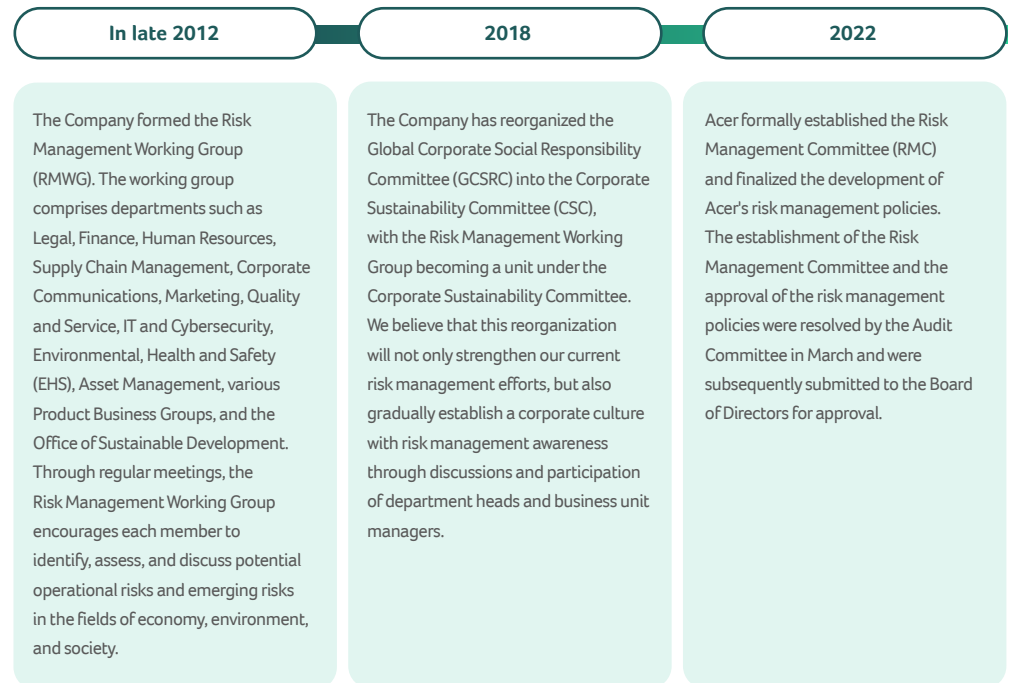 In late 2012
The Company formed the Risk
Management Working Group
(RMWG). The working group
comprises departments such as
Legal, Finance, Human Resources,
Supply Chain Management, Corporate
Communications, Marketing, Quality
and Service, IT and Cybersecurity,
Environmental, Health and Safety
(EHS), Asset Management, various
Product Business Groups, and the
Office of Sustainable Development.
Through regular meetings, the
Risk Management Working Group
encourages each member to
identify, assess, and discuss potential
operational risks and emerging risks
in the fields of economy, environment,
and society.
2018
The Company has reorganized the
Global Corporate Social Responsibility
Committee (GCSRC) into the Corporate
Sustainability Committee (CSC),
with the Risk Management Working
Group becoming a unit under the
Corporate Sustainability Committee.
We believe that this reorganization
will not only strengthen our current
risk management efforts, but also
gradually establish a corporate culture
with risk management awareness
through discussions and participation
of department heads and business unit
managers.
2022
Acer formally established the Risk
Management Committee (RMC)
and finalized the development of
Acer's risk management policies.
The establishment of the Risk
Management Committee and the
approval of the risk management
policies were resolved by the Audit
Committee in March and were
subsequently submitted to the Board
of Directors for approval.